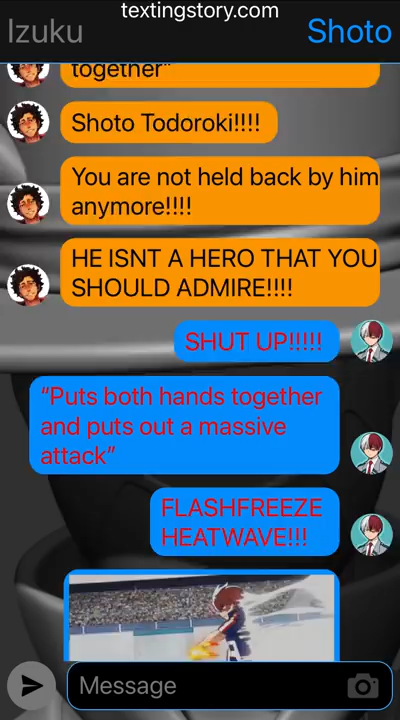 textingstory.com
Izuku
Shoto
together"
Shoto Todoroki!!!!
You are not held back by him
anymore!!!!
HE ISNT A HERO THAT YOU
SHOULD ADMIRE!!!!
SHUT UP!!!!!
“Puts both hands together
and puts out a massive
attack”
FLASHFREEZE
HEATWAVE!!!
Message